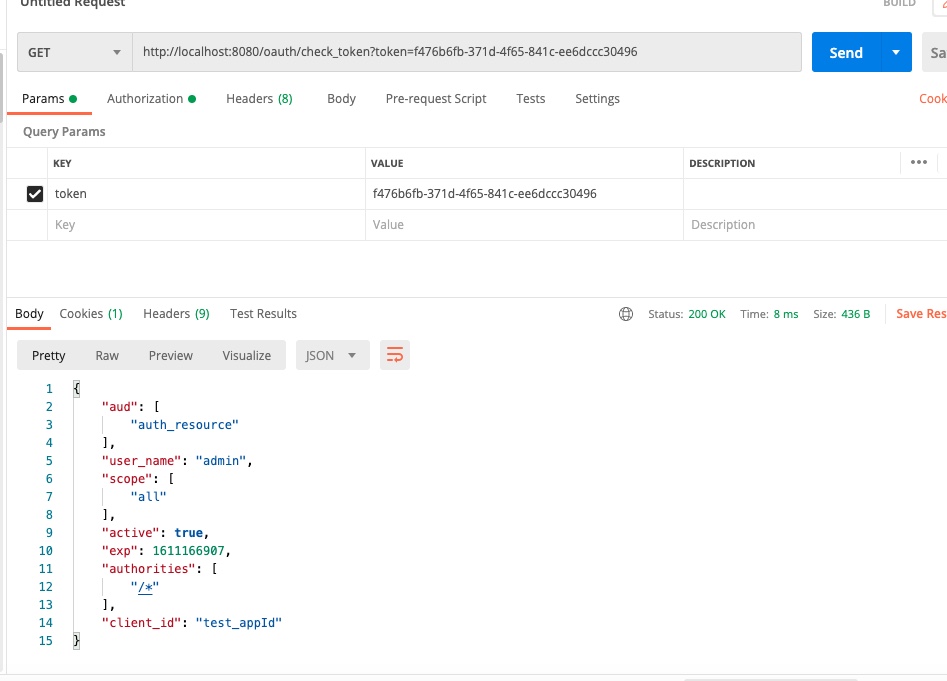 Untitled Request BUILD
GET http://localhost:8080/oauth/check_token?token=f476b6fb-371d-4f65-841c-ee6dccc30496 Send Sa
Params Authorization Headers (8) Body Pre-request Script Tests Settings Cook
Query Params
KEY VALUE DESCRIPTION
token f476b6fb-371d-4f65-841c-ee6dccc30496
Key Value Description
Body Cookies (1) Headers (9) Test Results Status: 200 OK Time: 8 ms Size: 436 B Save Res
Pretty Raw Preview Visualize JSON
1 {
2 "aud": [
3 "auth_resource"
4 ],
5 "user_name": "admin",
6 "scope": [
7 "all"
8 ],
9 "active": true,
10 "exp": 1611166907,
11 "authorities": [
12 "/*"
13 ],
14 "client_id": "test_appId"
15 }